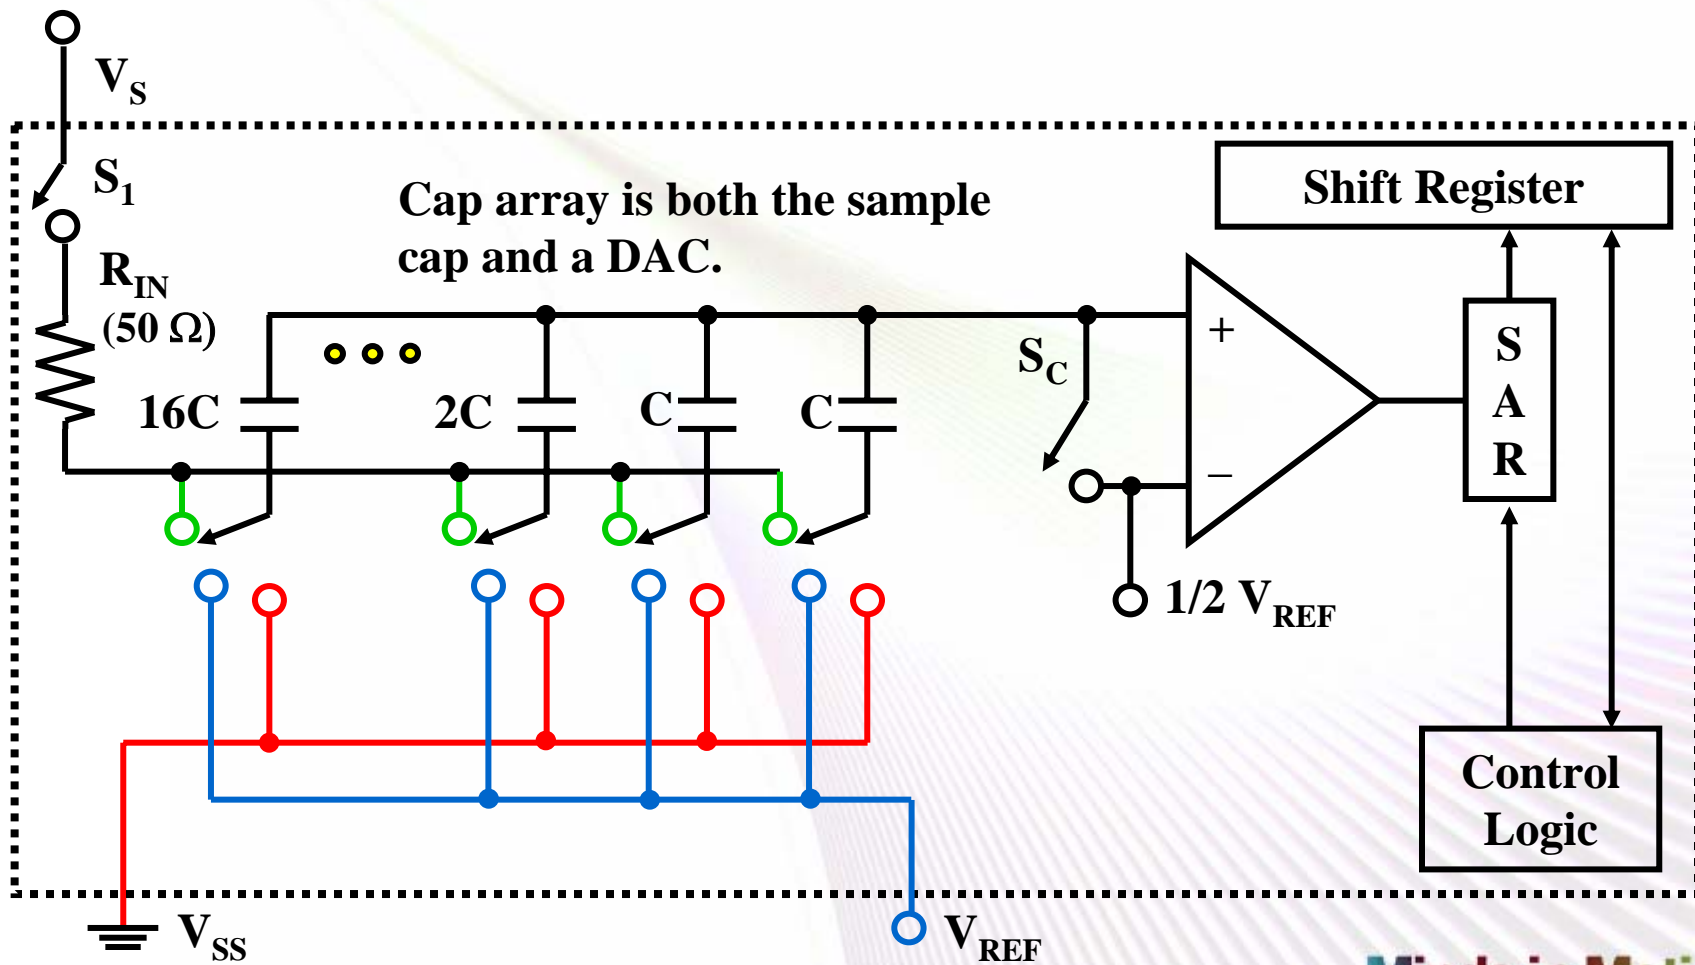 V_S
S_1
Cap array is both the sample
cap and a DAC.
Shift Register
R_IN
(50 Ω)
+
S_C
S
A
R
16C
2C
C
C
−
1/2 V_REF
Control
Logic
V_SS
V_REF